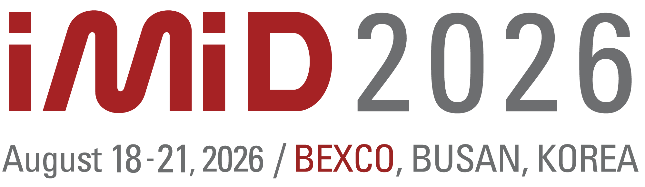 iMiD 2026
August 18-21, 2026 / BEXCO, BUSAN, KOREA